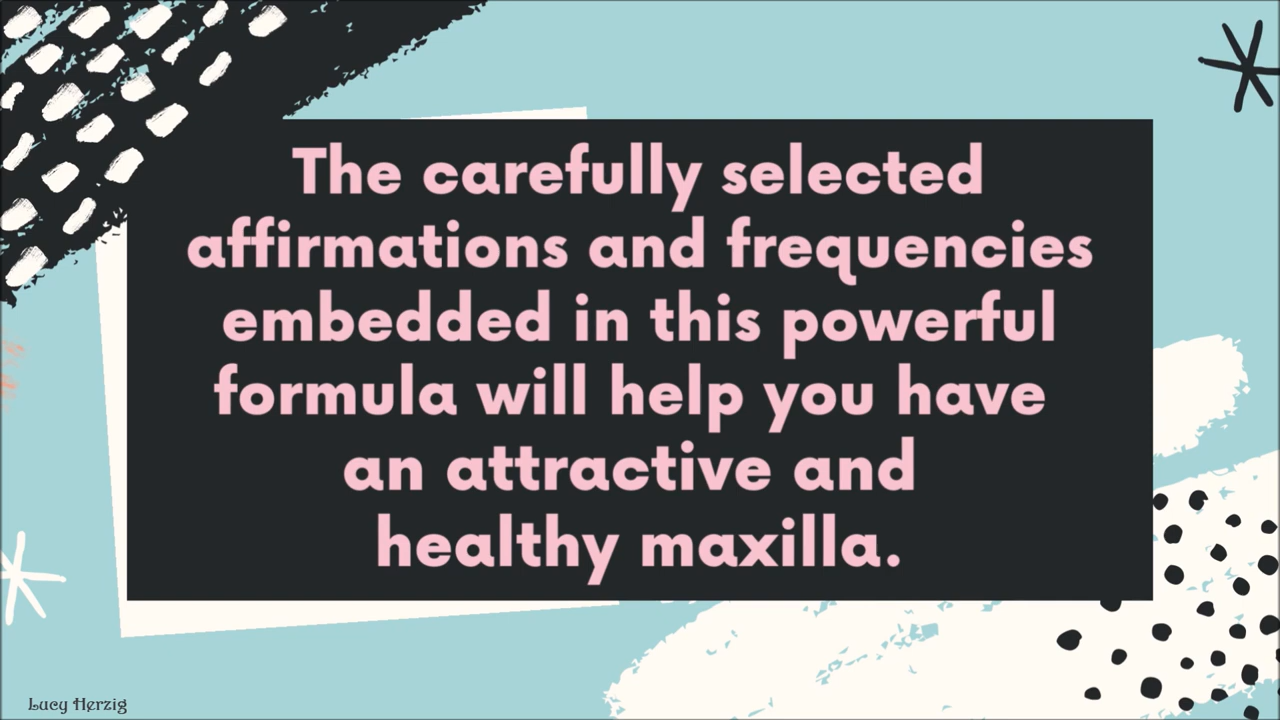 The carefully selected
affirmations and frequencies
embedded in this powerful
formula will help you have
an attractive and
healthy maxilla.
Lucy Herzig